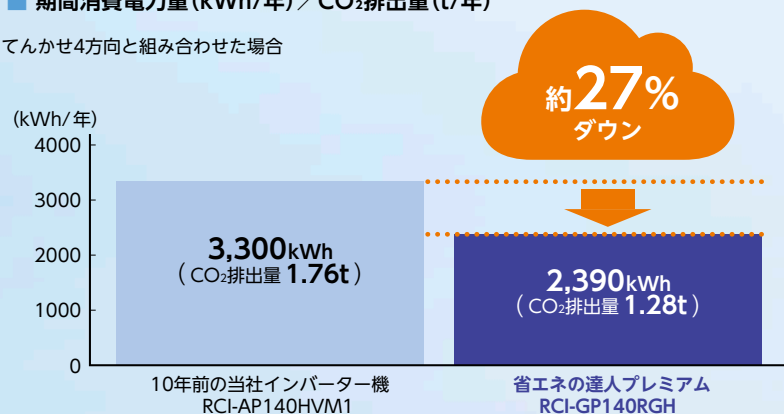 ■ 期間消費電力量(kWh/年)／CO₂排出量(t/年)
てんかせ4方向と組み合わせた場合
約27%
ダウン
(kWh/年)
4000
3000
2000
1000
0
3,300kWh
(CO₂排出量 1.76t)
2,390kWh
(CO₂排出量 1.28t)
10年前の当社インバーター機
RCI-AP140HVM1
省エネの達人プレミアム
RCI-GP140RGH